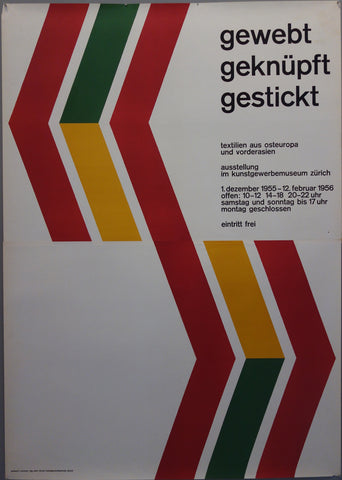 gewebt
geknüpft
gestickt
textilien aus osteuropa
und vorderasien
ausstellung
im kunstgewerbemuseum zürich
1. dezember 1955 – 12. februar 1956
offen: 10–12 14–18 20–22 uhr
samstag und sonntag bis 17 uhr
montag geschlossen
eintritt frei